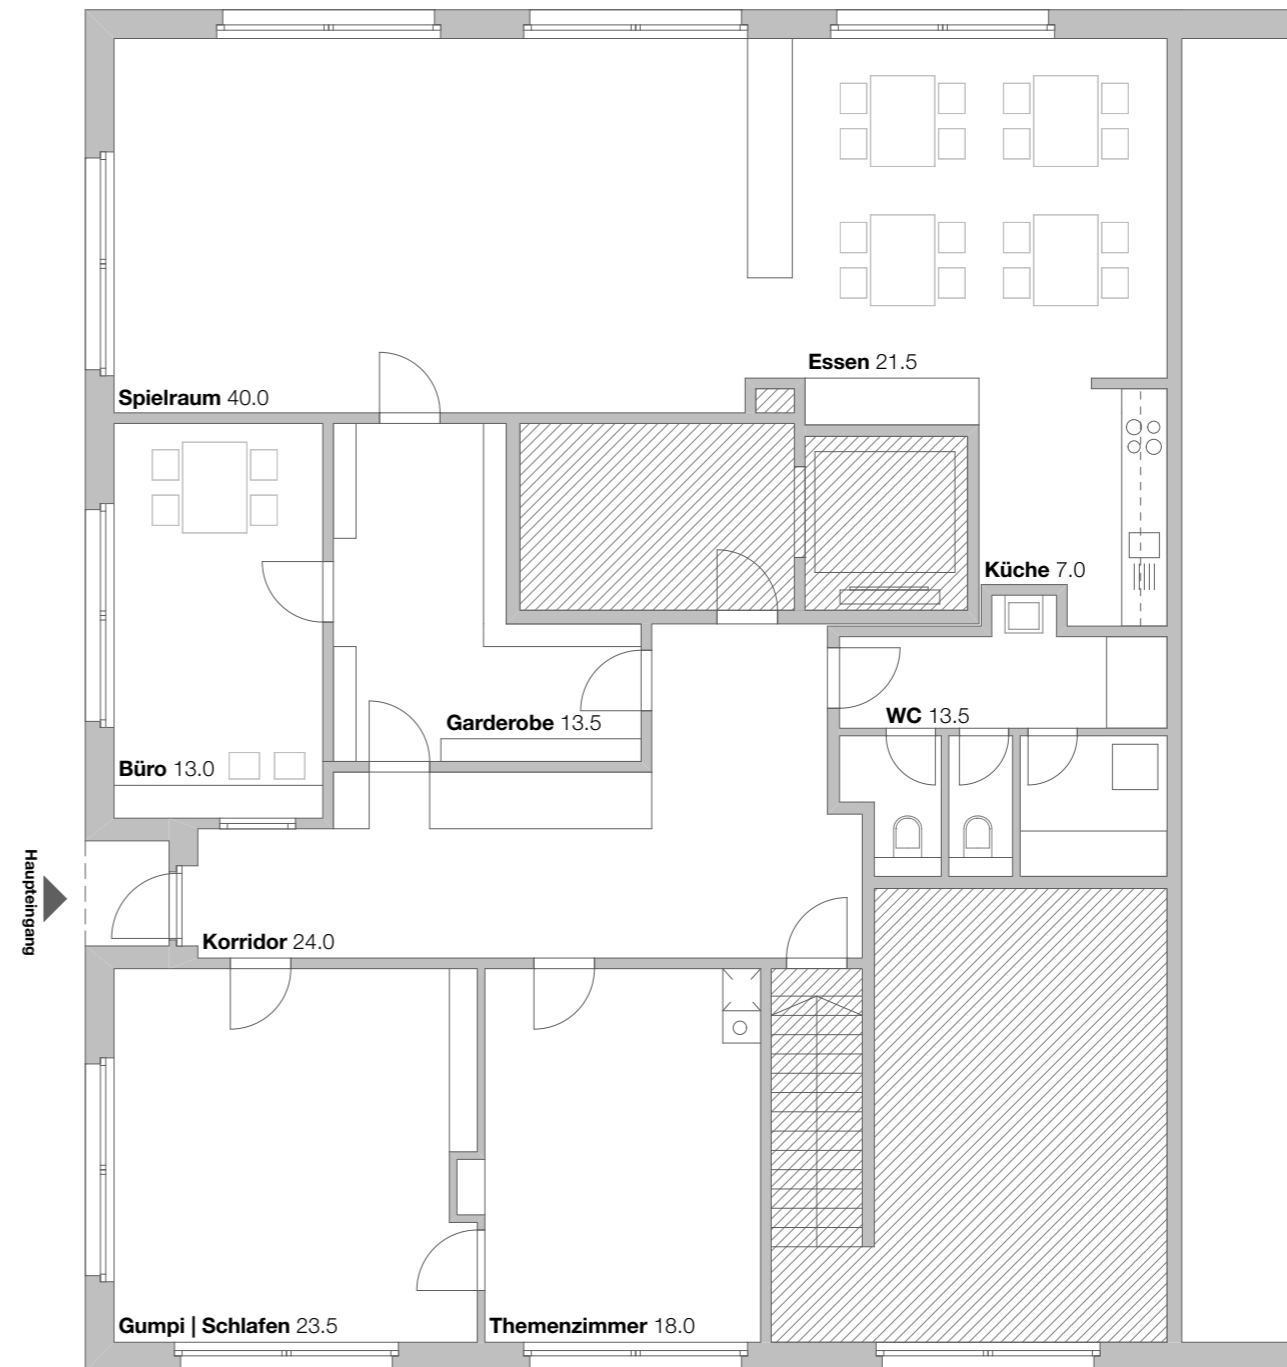 Essen 21.5
Spielraum 40.0
Küche 7.0
WC 13.5
Garderobe 13.5
Büro 13.0
Haupteingang
Korridor 24.0
Gumpi | Schlafen 23.5
Themenzimmer 18.0